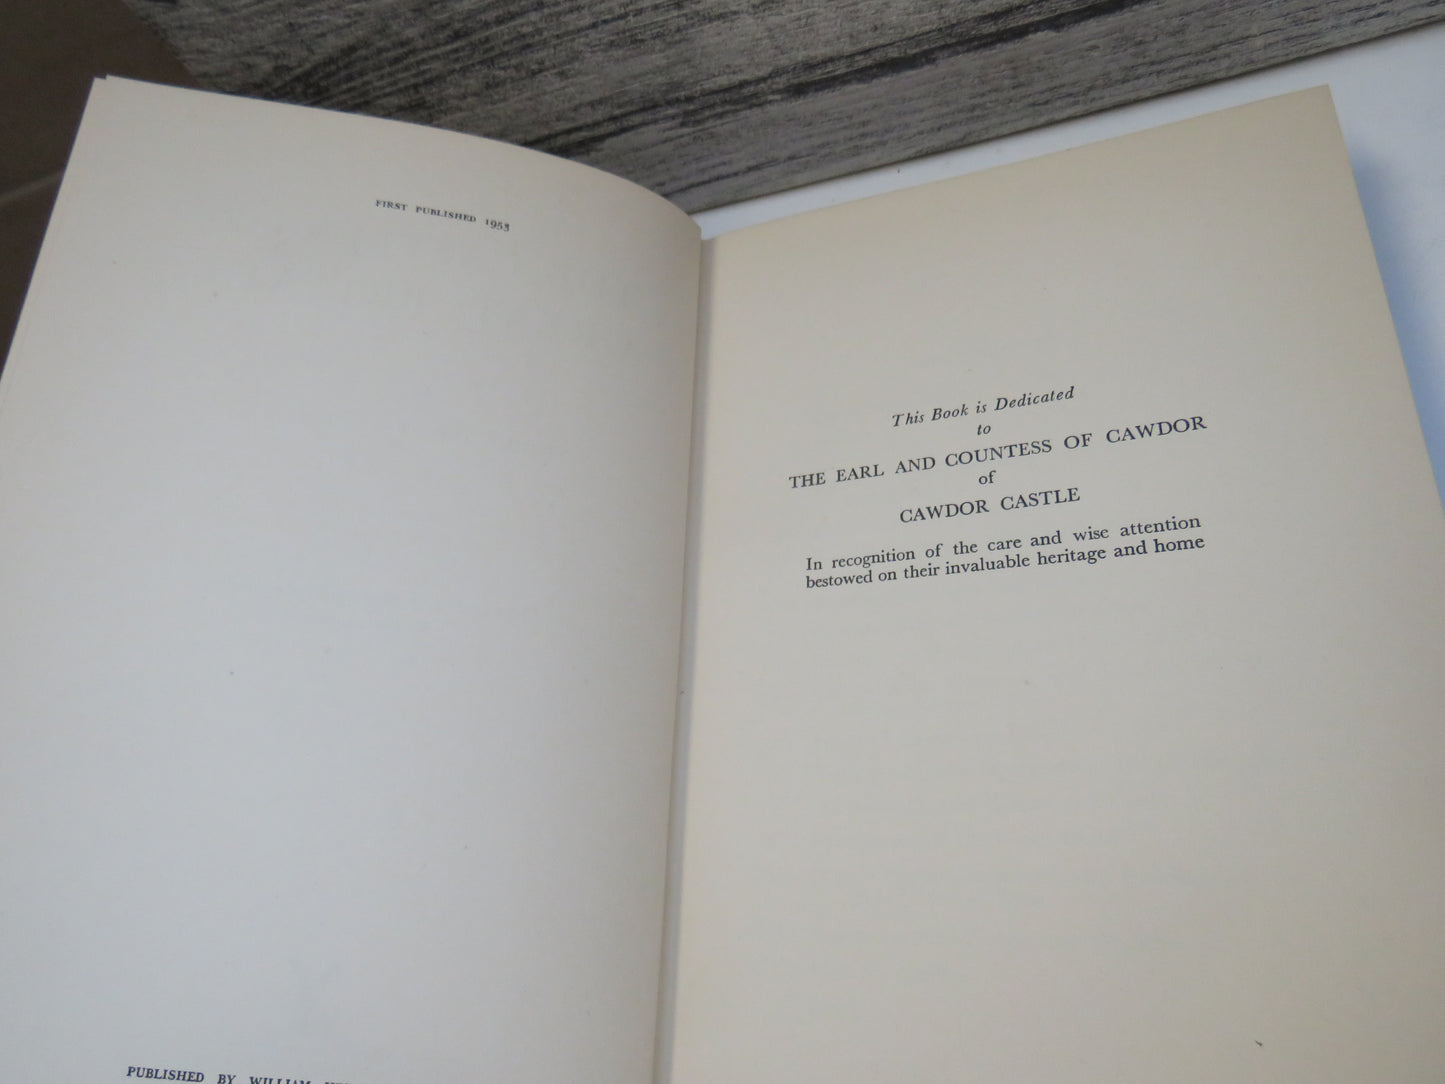 FIRST PUBLISHED 1953
PUBLISHED BY WILLIAM
This Book is Dedicated
to
THE EARL AND COUNTESS OF CAWDOR
of
CAWDOR CASTLE
In recognition of the care and wise attention
bestowed on their invaluable heritage and home